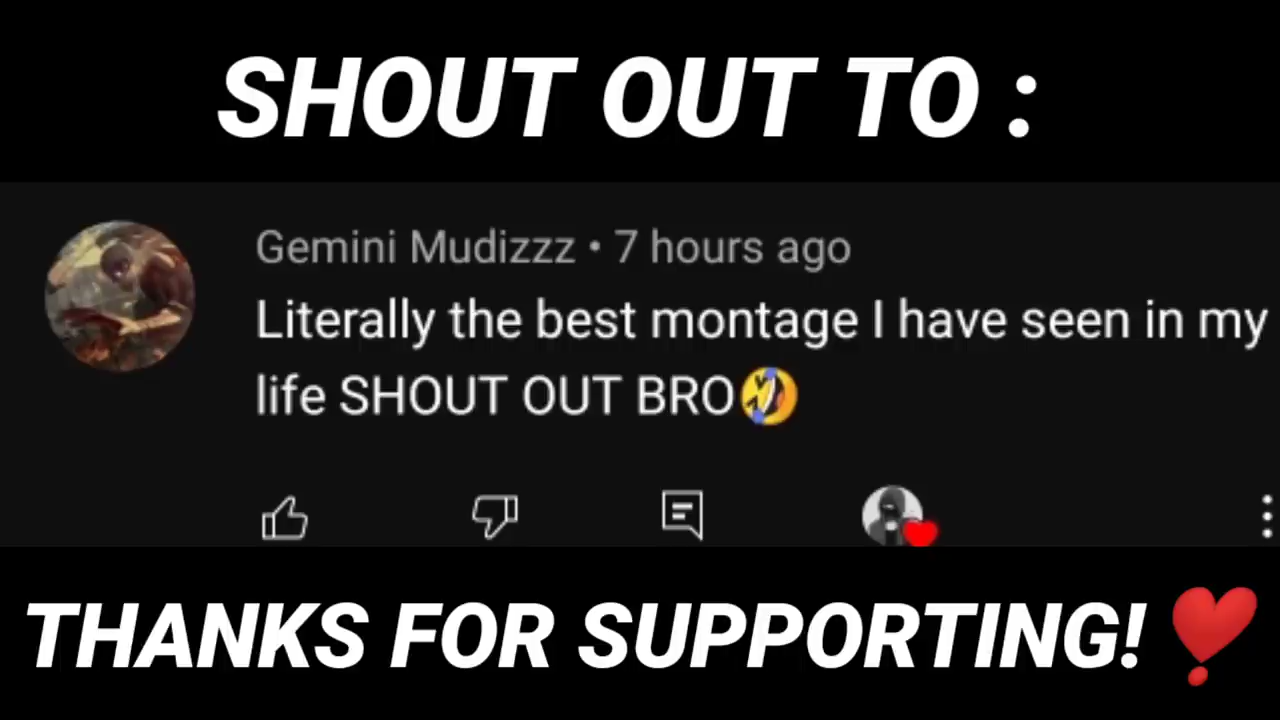 SHOUT OUT TO :
Gemini Mudizzz • 7 hours ago
Literally the best montage I have seen in my
life SHOUT OUT BRO🤣
THANKS FOR SUPPORTING! ❣️